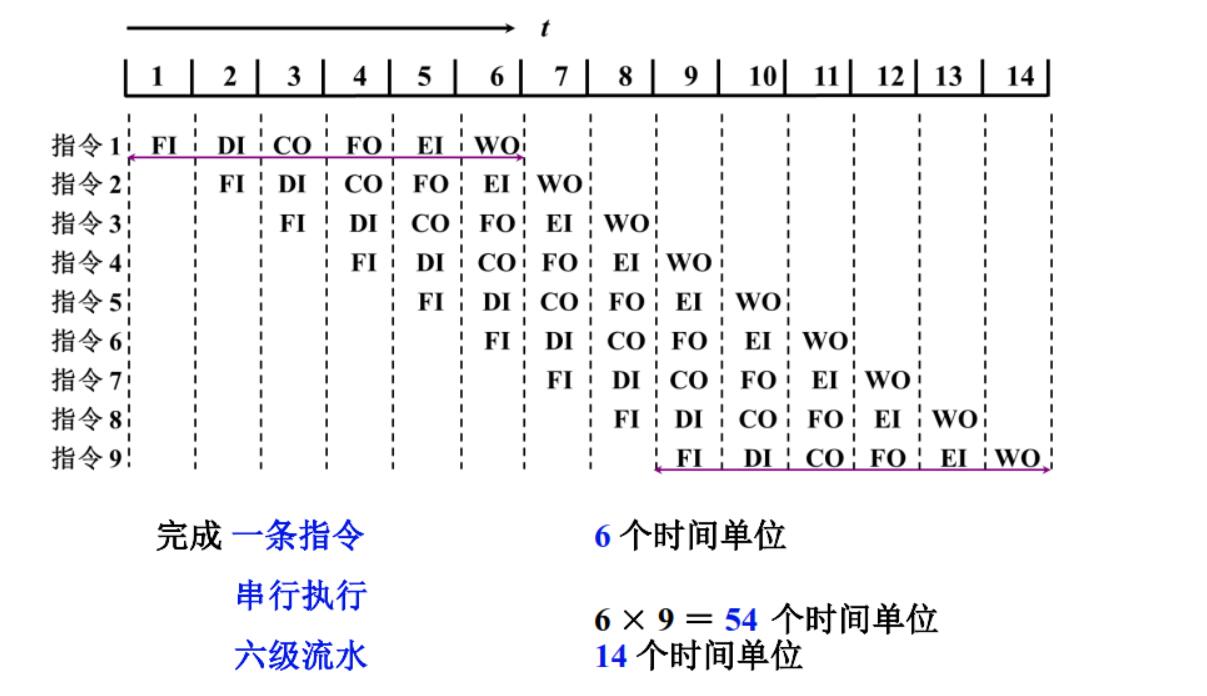 t
1 2 3 4 5 6 7 8 9 10 11 12 13 14
指令 1 FI DI CO FO EI WO
指令 2 FI DI CO FO EI WO
指令 3 FI DI CO FO EI WO
指令 4 FI DI CO FO EI WO
指令 5 FI DI CO FO EI WO
指令 6 FI DI CO FO EI WO
指令 7 FI DI CO FO EI WO
指令 8 FI DI CO FO EI WO
指令 9 FI DI CO FO EI WO
完成 一条指令 6 个时间单位
串行执行
6 × 9 = 54 个时间单位
六级流水 14 个时间单位